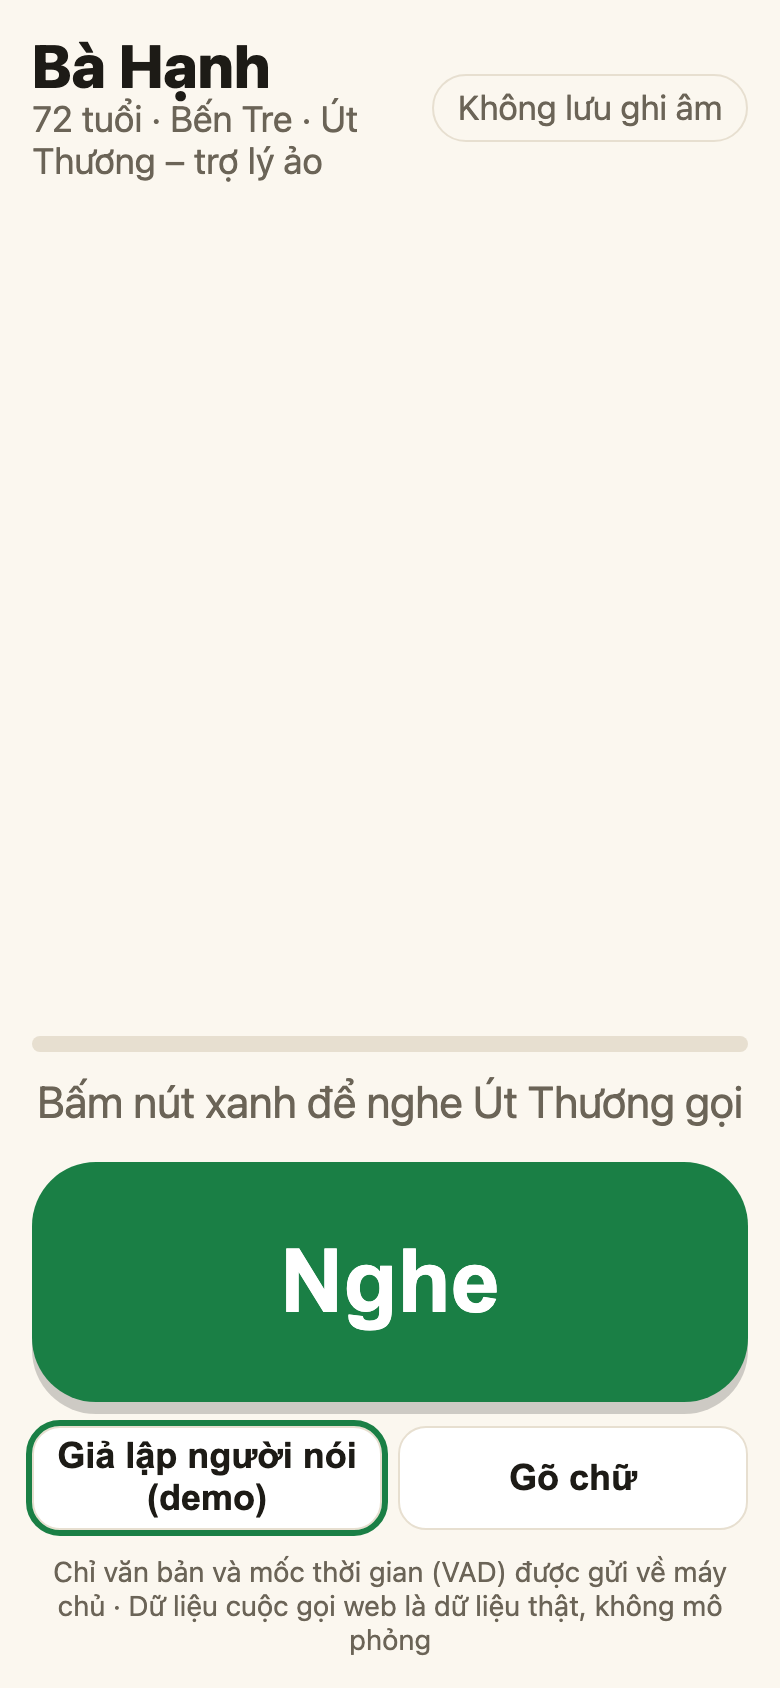 Bà Hạnh
72 tuổi · Bến Tre · Út
Thương – trợ lý ảo
Không lưu ghi âm
Bấm nút xanh để nghe Út Thương gọi
Nghe
Giả lập người nói
(demo)
Gõ chữ
Chỉ văn bản và mốc thời gian (VAD) được gửi về máy
chủ · Dữ liệu cuộc gọi web là dữ liệu thật, không mô
phỏng